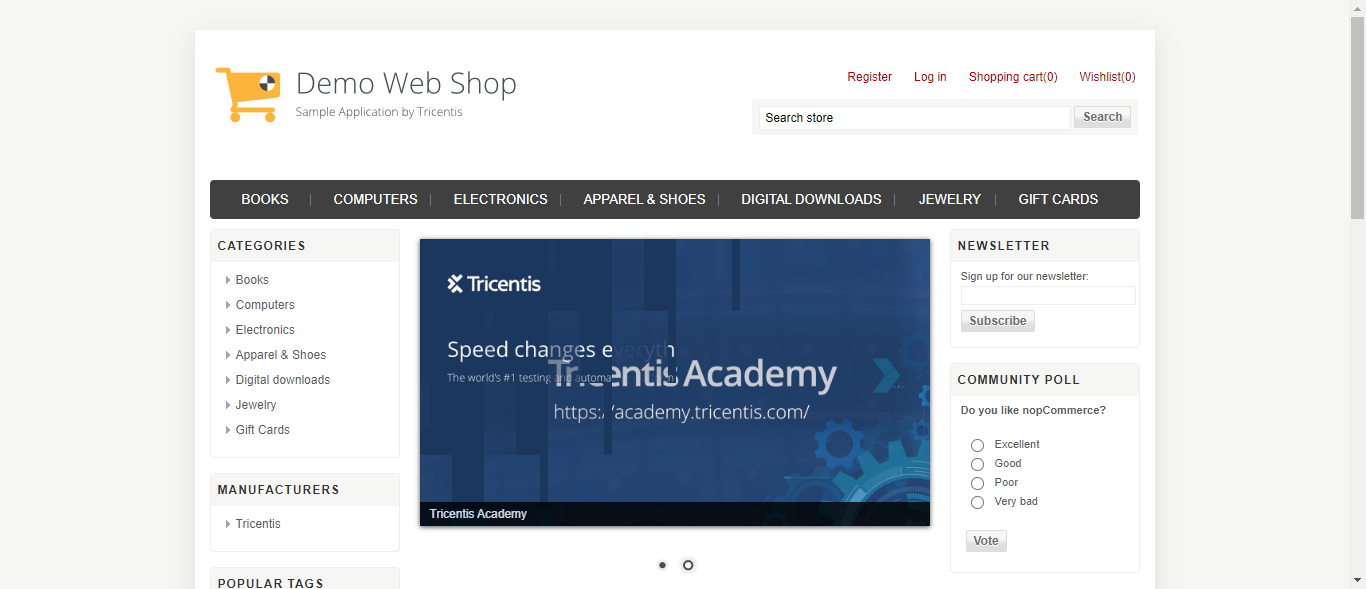 Demo Web Shop
Sample Application by Tricentis
Register Log in Shopping cart(0) Wishlist(0)
Search store Search
BOOKS COMPUTERS ELECTRONICS APPAREL & SHOES DIGITAL DOWNLOADS JEWELRY GIFT CARDS
CATEGORIES
Books
Computers
Electronics
Apparel & Shoes
Digital downloads
Jewelry
Gift Cards
MANUFACTURERS
Tricentis
POPULAR TAGS
Tricentis
Speed changes everyth
The world's #1 testing and automa
Tricentis Academy
https://academy.tricentis.com/
Tricentis Academy
NEWSLETTER
Sign up for our newsletter:
Subscribe
COMMUNITY POLL
Do you like nopCommerce?
Excellent
Good
Poor
Very bad
Vote